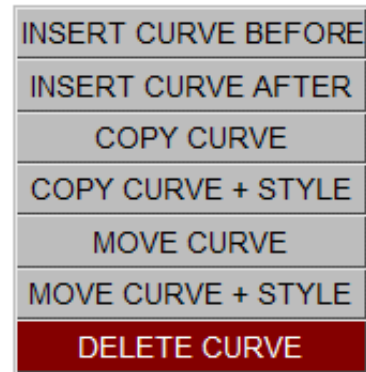 INSERT CURVE BEFORE
INSERT CURVE AFTER
COPY CURVE
COPY CURVE + STYLE
MOVE CURVE
MOVE CURVE + STYLE
DELETE CURVE